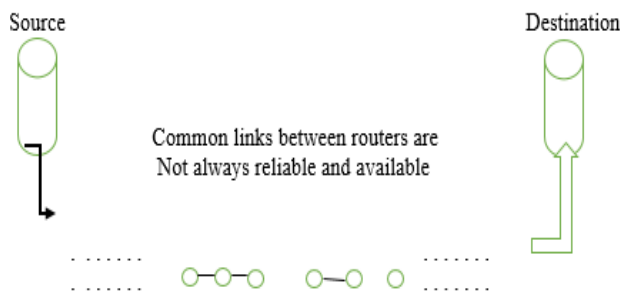 Source
Destination
Common links between routers are
Not always reliable and available